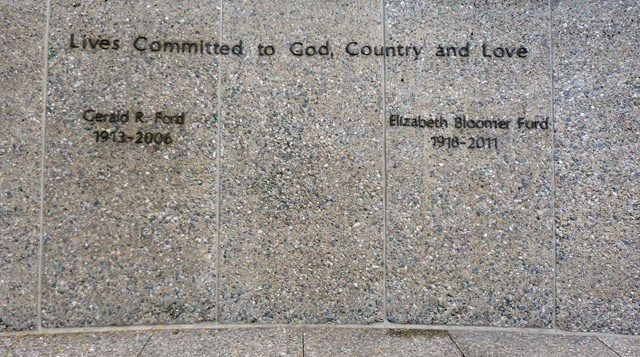 Lives Committed to God, Country and Love
Gerald R. Ford
1913-2006
Elizabeth Bloomer Ford
1918-2011